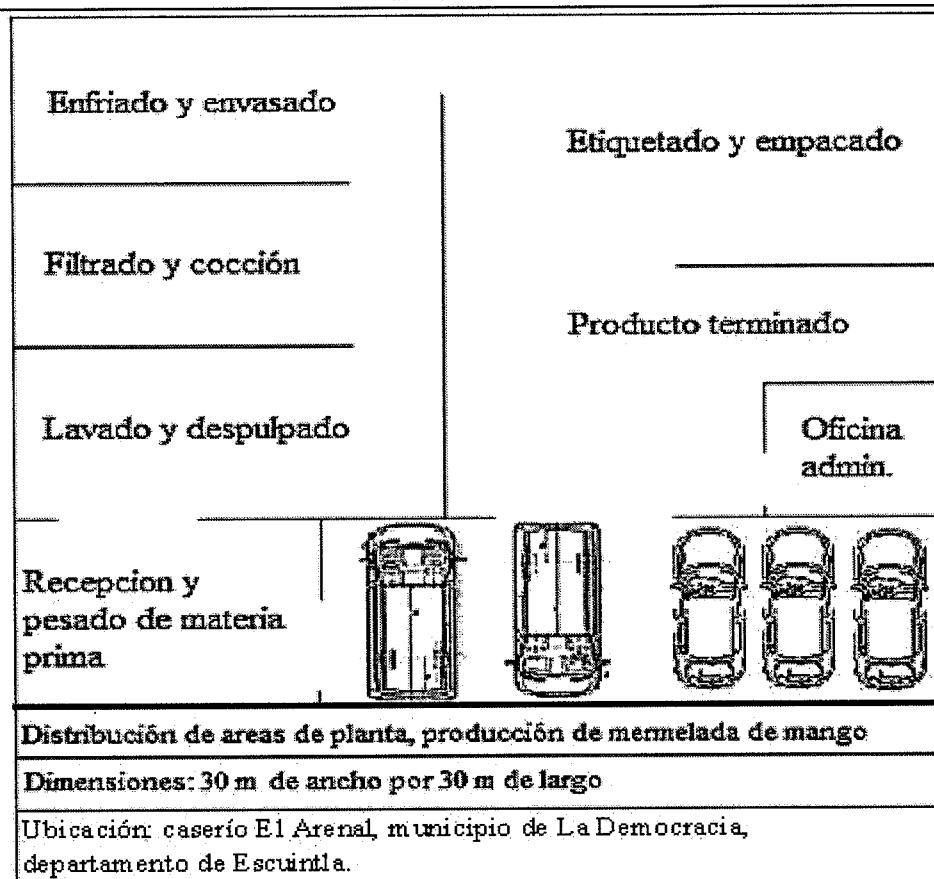 Enfriado y envasado
Etiquetado y empacado
Filtrado y cocción
Producto terminado
Lavado y despulpado
Oficina
admin.
Recepcion y
pesado de materia
prima
Distribución de areas de planta, producción de mermelada de mango
Dimensiones: 30 m de ancho por 30 m de largo
Ubicación: caserío El Arenal, municipio de La Democracia,
departamento de Escuintla.